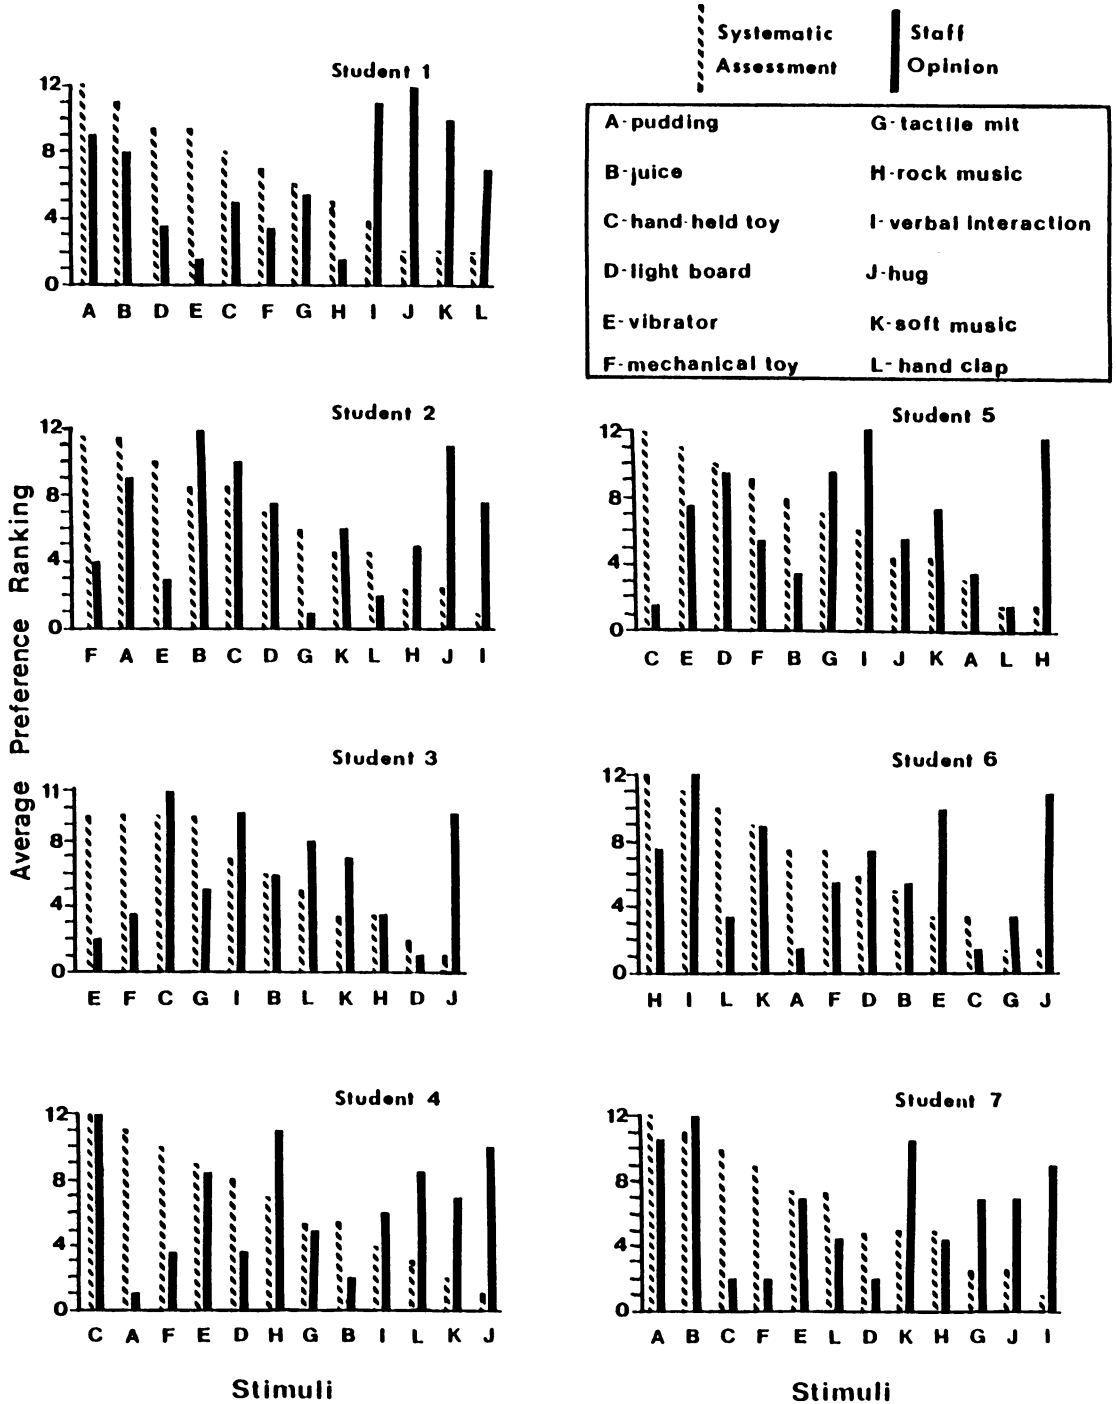 Systematic Assessment
Staff Opinion
A-pudding
G-tactile mit
B-juice
H-rock music
C-hand-held toy
I-verbal interaction
D-light board
J-hug
E-vibrator
K-soft music
F-mechanical toy
L-hand clap
Average Preference Ranking
Student 1
12
8
4
0
A B D E C F G H I J K L
Student 2
12
8
4
0
F A E B C D G K L H J I
Student 5
12
8
4
0
C E D F B G I J K A L H
Student 3
11
8
4
0
E F C G I B L K H D J
Student 6
12
8
4
0
H I L K A F D B E C G J
Student 4
12
8
4
0
C A F E D H G B I L K J
Student 7
12
8
4
0
A B C F E L D K H G J I
Stimuli
Stimuli